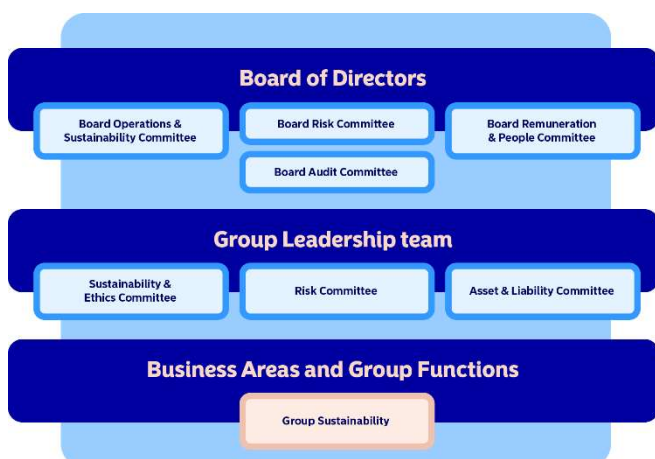 Board of Directors
Board Operations &
Sustainability Committee
Board Risk Committee
Board Remuneration
& People Committee
Board Audit Committee
Group Leadership team
Sustainability &
Ethics Committee
Risk Committee
Asset & Liability Committee
Business Areas and Group Functions
Group Sustainability